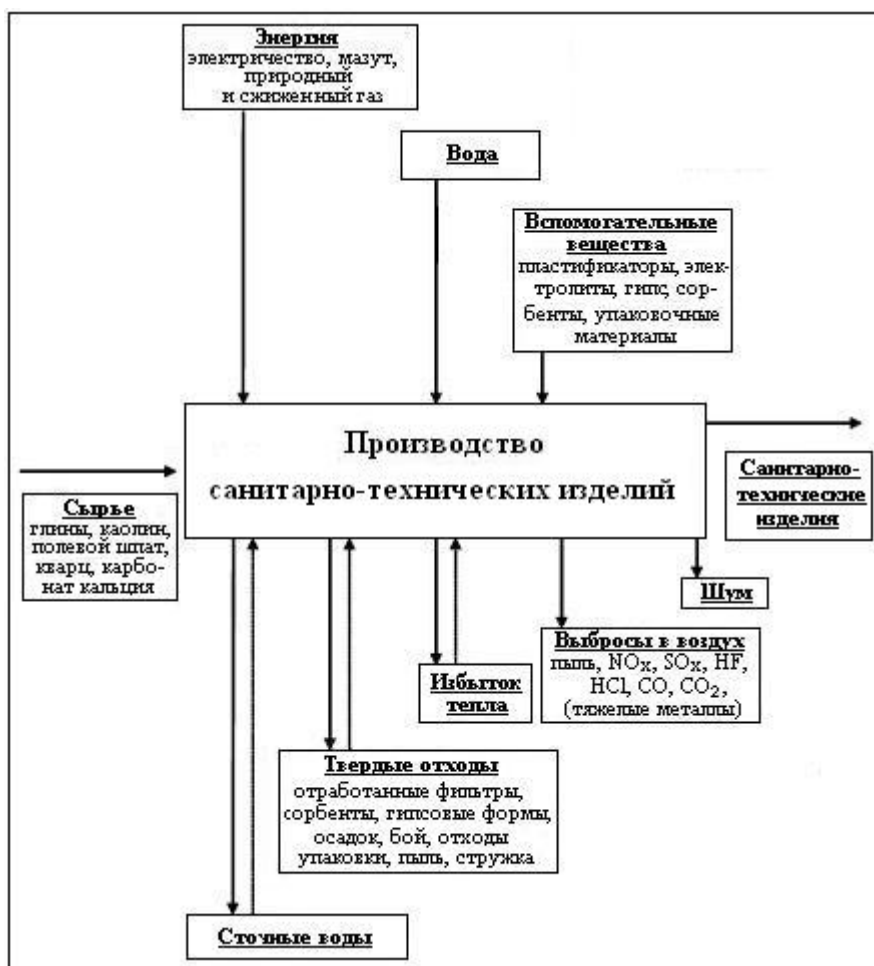 Энергия
электричество, мазут,
природный
и сжиженный газ
Вода
Вспомогательные
вещества
пластификаторы, элек-
тролиты, гипс, сор-
бенты, упаковочные
материалы
Производство
санитарно-технических изделий
Сырье
глины, каолин,
полевой шпат,
кварц, карбо-
нат кальция
Санитарно-
технические
изделия
Шум
Выбросы в воздух
пыль, NOX, SOX, HF,
HCl, CO, CO2,
(тяжелые металлы)
Избыток
тепла
Твердые отходы
отработанные фильтры,
сорбенты, гипсовые формы,
осадок, бой, отходы
упаковки, пыль, стружка
Сточные воды